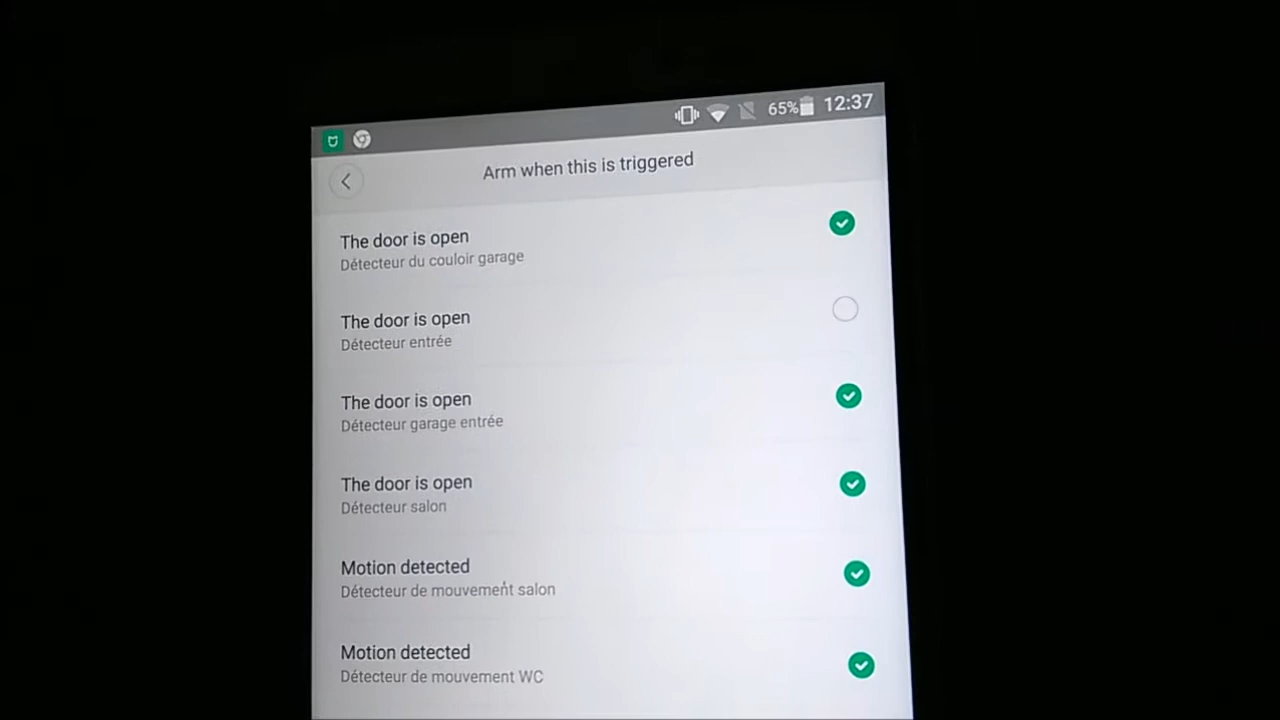 65% 12:37
Arm when this is triggered
The door is open
Détecteur du couloir garage
The door is open
Détecteur entrée
The door is open
Détecteur garage entrée
The door is open
Détecteur salon
Motion detected
Détecteur de mouvement salon
Motion detected
Détecteur de mouvement WC